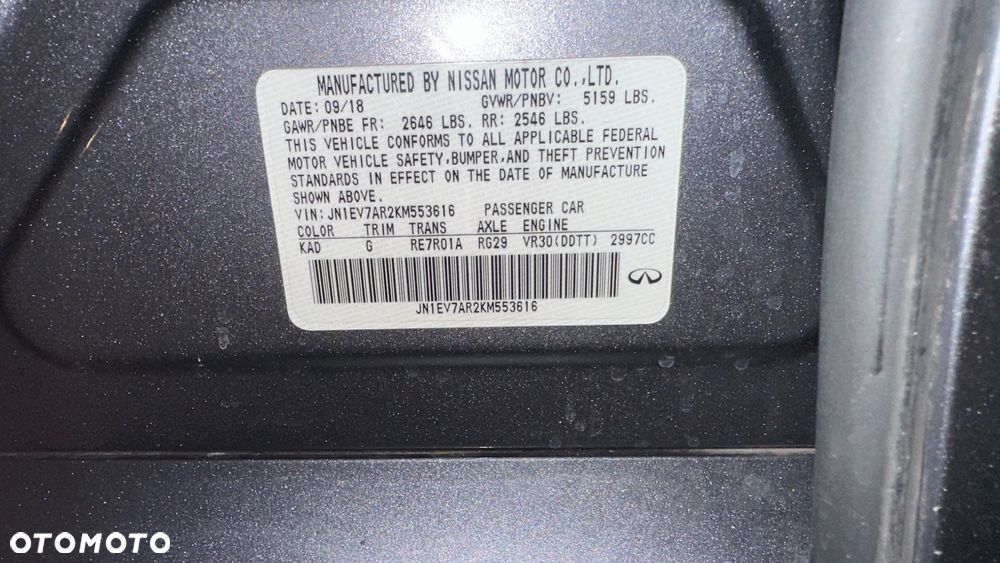 MANUFACTURED BY NISSAN MOTOR CO.,LTD.
DATE: 09/18 GVWR/PNBV: 5159 LBS.
GAWR/PNBE FR: 2646 LBS. RR: 2546 LBS.
THIS VEHICLE CONFORMS TO ALL APPLICABLE FEDERAL
MOTOR VEHICLE SAFETY,BUMPER,AND THEFT PREVENTION
STANDARDS IN EFFECT ON THE DATE OF MANUFACTURE
SHOWN ABOVE.
VIN: JN1EV7AR2KM553616 PASSENGER CAR
COLOR TRIM TRANS AXLE ENGINE
KAD G RE7R01A RG29 VR30(DDTT) 2997CC
JN1EV7AR2KM553616
OTOMOTO